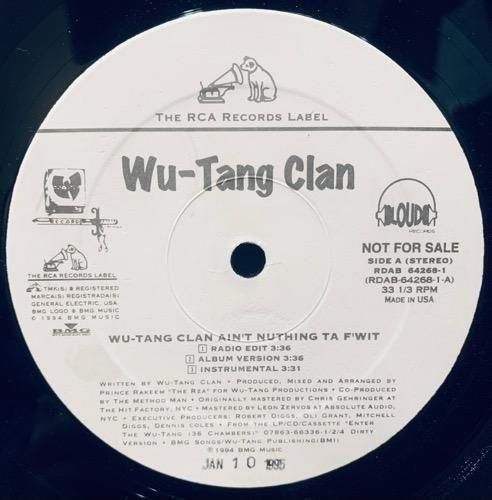 THE RCA RECORDS LABEL
Wu-Tang Clan
RECORDS
LOUD
RECORDS
THE RCA RECORDS LABEL
NOT FOR SALE
SIDE A (STEREO)
RDAB 64268-1
(RDAB-64268-1-A)
33 1/3 RPM
MADE IN USA
TMK(S) ® REGISTERED
MARCA(S) REGISTRADA(S)
GENERAL ELECTRIC, USA.
BMG LOGO ® BMG MUSIC
© 1994 BMG MUSIC
BMG
WU-TANG CLAN AIN'T NUTHING TA F'WIT
1 RADIO EDIT 3:36
2 ALBUM VERSION 3:36
3 INSTRUMENTAL 3:31
WRITTEN BY WU-TANG CLAN • PRODUCED, MIXED AND ARRANGED BY
PRINCE RAKEEM "THE RZA" FOR WU-TANG PRODUCTIONS • CO-PRODUCED
BY THE METHOD MAN • ORIGINALLY MASTERED BY CHRIS GEHRINGER AT
THE HIT FACTORY, NYC • MASTERED BY LEON ZERVOS AT ABSOLUTE AUDIO,
NYC • EXECUTIVE PRODUCERS: ROBERT DIGGS, OLI GRANT, MITCHELL
DIGGS, DENNIS COLES • FROM THE LP/CD/CASSETTE "ENTER
THE WU-TANG (36 CHAMBERS)" 07863-66336-1/2/4 DIRTY
VERSION • BMG SONGS/WU-TANG PUBLISHING(BMI)
℗ 1994 BMG MUSIC
JAN 10 1995